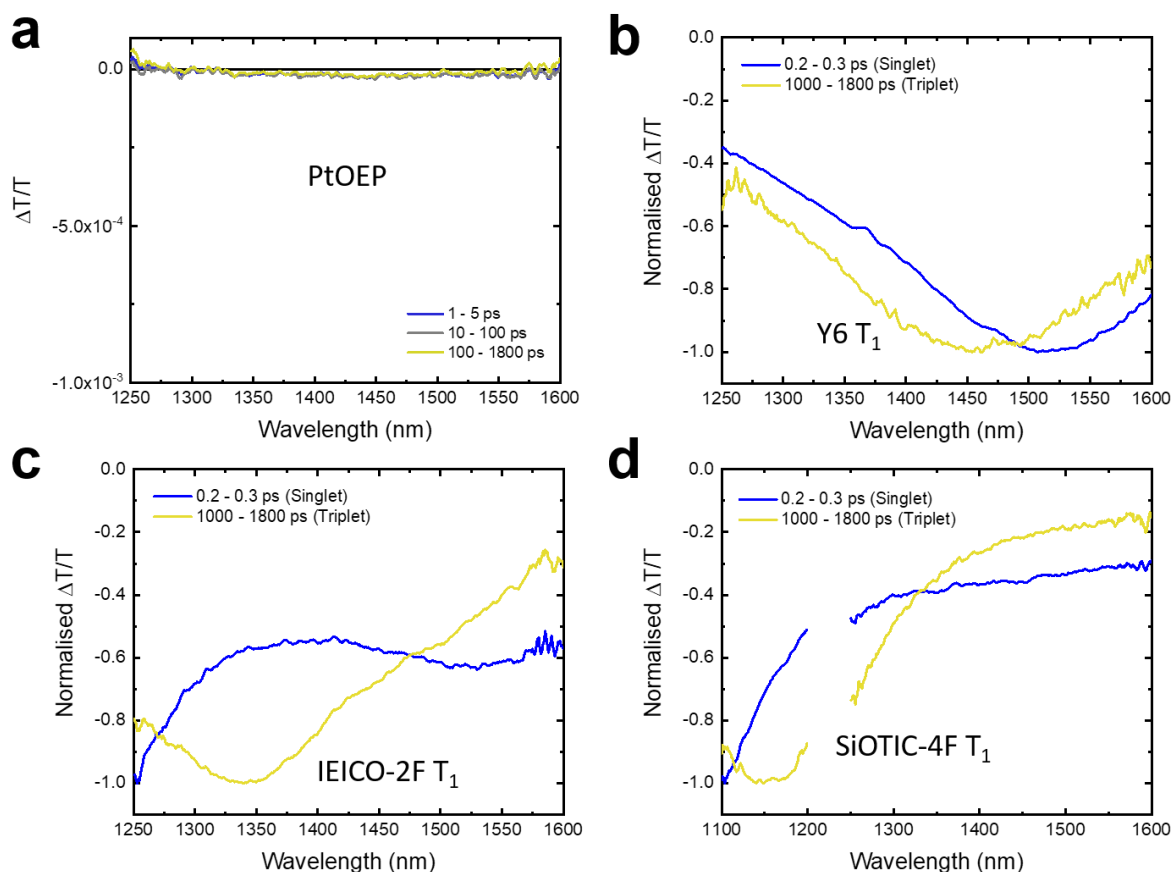 a
0.0
-5.0x10⁻⁴
-1.0x10⁻³
ΔT/T
PtOEP
1 - 5 ps
10 - 100 ps
100 - 1800 ps
1250 1300 1350 1400 1450 1500 1550 1600
Wavelength (nm)
b
0.0
-0.2
-0.4
-0.6
-0.8
-1.0
Normalised ΔT/T
0.2 - 0.3 ps (Singlet)
1000 - 1800 ps (Triplet)
Y6 T₁
1250 1300 1350 1400 1450 1500 1550 1600
Wavelength (nm)
c
0.0
-0.2
-0.4
-0.6
-0.8
-1.0
Normalised ΔT/T
0.2 - 0.3 ps (Singlet)
1000 - 1800 ps (Triplet)
IEICO-2F T₁
1250 1300 1350 1400 1450 1500 1550 1600
Wavelength (nm)
d
0.0
-0.2
-0.4
-0.6
-0.8
-1.0
Normalised ΔT/T
0.2 - 0.3 ps (Singlet)
1000 - 1800 ps (Triplet)
SiOTIC-4F T₁
1100 1200 1300 1400 1500 1600
Wavelength (nm)